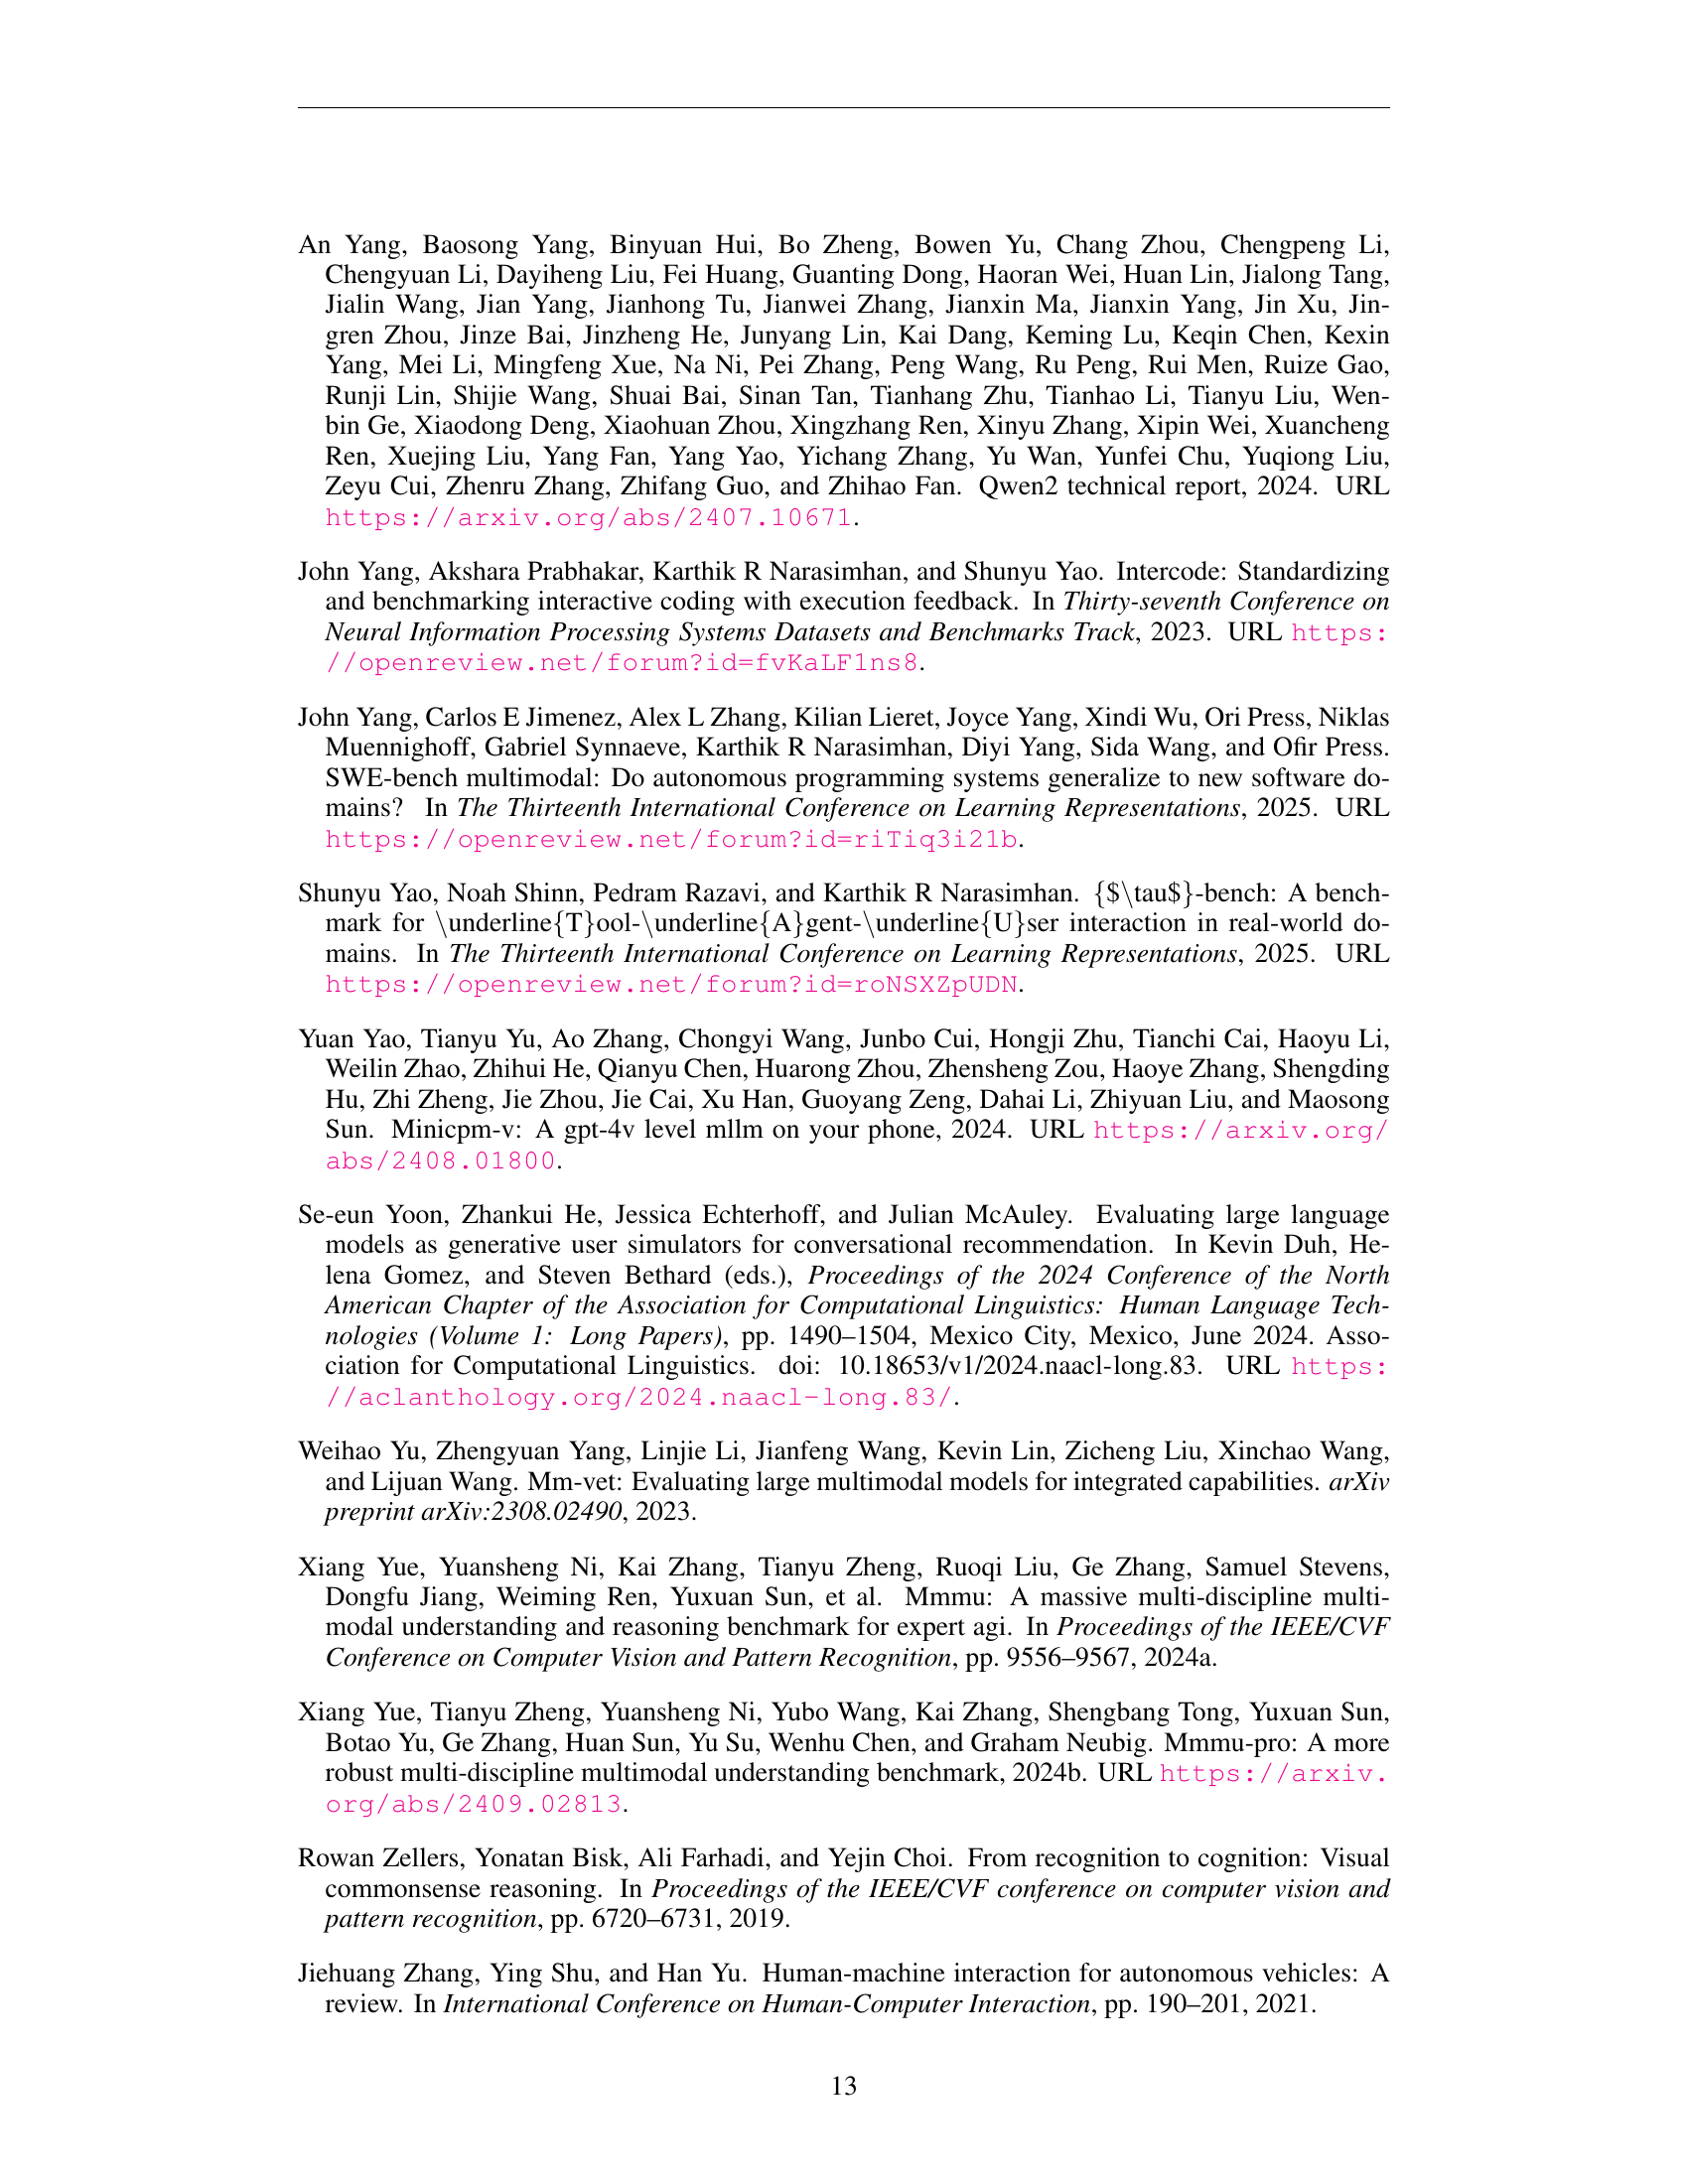 An Yang, Baosong Yang, Binyuan Hui, Bo Zheng, Bowen Yu, Chang Zhou, Chengpeng Li,
Chengyuan Li, Dayiheng Liu, Fei Huang, Guanting Dong, Haoran Wei, Huan Lin, Jialong Tang,
Jialin Wang, Jian Yang, Jianhong Tu, Jianwei Zhang, Jianxin Ma, Jianxin Yang, Jin Xu, Jin-
gren Zhou, Jinze Bai, Jinzheng He, Junyang Lin, Kai Dang, Keming Lu, Keqin Chen, Kexin
Yang, Mei Li, Mingfeng Xue, Na Ni, Pei Zhang, Peng Wang, Ru Peng, Rui Men, Ruize Gao,
Runji Lin, Shijie Wang, Shuai Bai, Sinan Tan, Tianhang Zhu, Tianhao Li, Tianyu Liu, Wen-
bin Ge, Xiaodong Deng, Xiaohuan Zhou, Xingzhang Ren, Xinyu Zhang, Xipin Wei, Xuancheng
Ren, Xuejing Liu, Yang Fan, Yang Yao, Yichang Zhang, Yu Wan, Yunfei Chu, Yuqiong Liu,
Zeyu Cui, Zhenru Zhang, Zhifang Guo, and Zhihao Fan. Qwen2 technical report, 2024. URL
https://arxiv.org/abs/2407.10671.
John Yang, Akshara Prabhakar, Karthik R Narasimhan, and Shunyu Yao. Intercode: Standardizing
and benchmarking interactive coding with execution feedback. In Thirty-seventh Conference on
Neural Information Processing Systems Datasets and Benchmarks Track, 2023. URL https:
//openreview.net/forum?id=fvKaLF1ns8.
John Yang, Carlos E Jimenez, Alex L Zhang, Kilian Lieret, Joyce Yang, Xindi Wu, Ori Press, Niklas
Muennighoff, Gabriel Synnaeve, Karthik R Narasimhan, Diyi Yang, Sida Wang, and Ofir Press.
SWE-bench multimodal: Do autonomous programming systems generalize to new software do-
mains? In The Thirteenth International Conference on Learning Representations, 2025. URL
https://openreview.net/forum?id=riTiq3i21b.
Shunyu Yao, Noah Shinn, Pedram Razavi, and Karthik R Narasimhan. {$\tau$}-bench: A bench-
mark for \underline{T}ool-\underline{A}gent-\underline{U}ser interaction in real-world do-
mains. In The Thirteenth International Conference on Learning Representations, 2025. URL
https://openreview.net/forum?id=roNSXZpUDN.
Yuan Yao, Tianyu Yu, Ao Zhang, Chongyi Wang, Junbo Cui, Hongji Zhu, Tianchi Cai, Haoyu Li,
Weilin Zhao, Zhihui He, Qianyu Chen, Huarong Zhou, Zhensheng Zou, Haoye Zhang, Shengding
Hu, Zhi Zheng, Jie Zhou, Jie Cai, Xu Han, Guoyang Zeng, Dahai Li, Zhiyuan Liu, and Maosong
Sun. Minicpm-v: A gpt-4v level mllm on your phone, 2024. URL https://arxiv.org/
abs/2408.01800.
Se-eun Yoon, Zhankui He, Jessica Echterhoff, and Julian McAuley. Evaluating large language
models as generative user simulators for conversational recommendation. In Kevin Duh, He-
lena Gomez, and Steven Bethard (eds.), Proceedings of the 2024 Conference of the North
American Chapter of the Association for Computational Linguistics: Human Language Tech-
nologies (Volume 1: Long Papers), pp. 1490–1504, Mexico City, Mexico, June 2024. Asso-
ciation for Computational Linguistics. doi: 10.18653/v1/2024.naacl-long.83. URL https:
//aclanthology.org/2024.naacl-long.83/.
Weihao Yu, Zhengyuan Yang, Linjie Li, Jianfeng Wang, Kevin Lin, Zicheng Liu, Xinchao Wang,
and Lijuan Wang. Mm-vet: Evaluating large multimodal models for integrated capabilities. arXiv
preprint arXiv:2308.02490, 2023.
Xiang Yue, Yuansheng Ni, Kai Zhang, Tianyu Zheng, Ruoqi Liu, Ge Zhang, Samuel Stevens,
Dongfu Jiang, Weiming Ren, Yuxuan Sun, et al. Mmmu: A massive multi-discipline multi-
modal understanding and reasoning benchmark for expert agi. In Proceedings of the IEEE/CVF
Conference on Computer Vision and Pattern Recognition, pp. 9556–9567, 2024a.
Xiang Yue, Tianyu Zheng, Yuansheng Ni, Yubo Wang, Kai Zhang, Shengbang Tong, Yuxuan Sun,
Botao Yu, Ge Zhang, Huan Sun, Yu Su, Wenhu Chen, and Graham Neubig. Mmmu-pro: A more
robust multi-discipline multimodal understanding benchmark, 2024b. URL https://arxiv.
org/abs/2409.02813.
Rowan Zellers, Yonatan Bisk, Ali Farhadi, and Yejin Choi. From recognition to cognition: Visual
commonsense reasoning. In Proceedings of the IEEE/CVF conference on computer vision and
pattern recognition, pp. 6720–6731, 2019.
Jiehuang Zhang, Ying Shu, and Han Yu. Human-machine interaction for autonomous vehicles: A
review. In International Conference on Human-Computer Interaction, pp. 190–201, 2021.
13